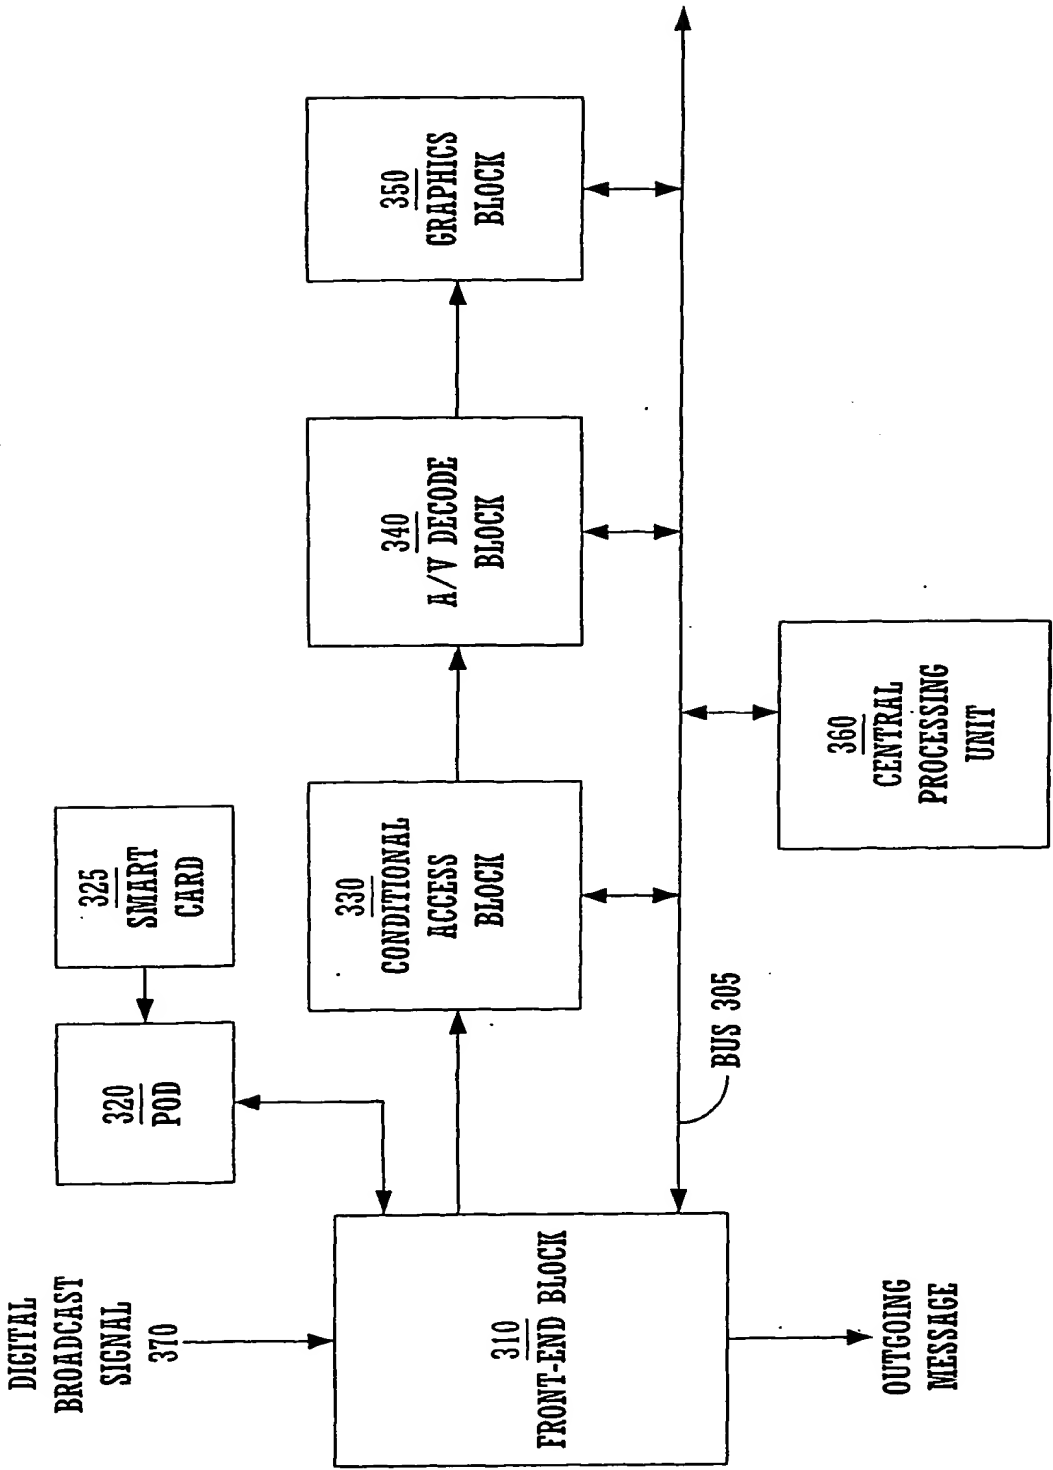 DIGITAL
BROADCAST
SIGNAL
370
310
FRONT-END BLOCK
OUTGOING
MESSAGE
320
POD
325
SMART
CARD
330
CONDITIONAL
ACCESS
BLOCK
340
A/V DECODE
BLOCK
350
GRAPHICS
BLOCK
BUS 305
360
CENTRAL
PROCESSING
UNIT